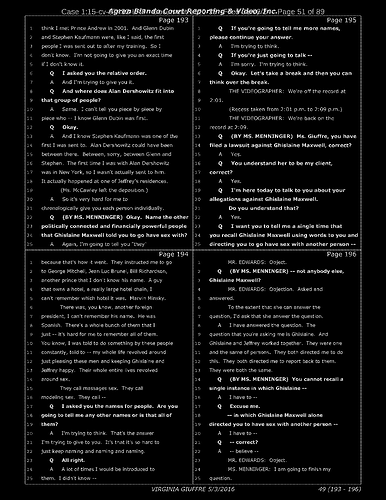 Case 1:15-cv- Page 51 of 89
Agren Blando Court Reporting & Video, Inc.
Page 193
1 think I met Prince Andrew in 2001. And Glenn Dubin
2 and Stephen Kaufmann were, like I said, the first
3 people I was sent out to after my training. So I
4 don't know. I'm not going to give you an exact time
5 if I don't know it.
6 Q I asked you the relative order.
7 A And I'm trying to give you it.
8 Q And where does Alan Dershowitz fit into
9 that group of people?
10 A Same. I can't tell you piece by piece by
11 piece who -- I know Glenn Dubin was first.
12 Q Okay.
13 A And I know Stephen Kaufmann was one of the
14 first I was sent to. Alan Dershowitz could have been
15 between there. Between, sorry, between Glenn and
16 Stephen. The first time I was with Alan Dershowitz
17 was in New York, so I wasn't actually sent to him.
18 It actually happened at one of Jeffrey's residences.
19 (Ms. McCawley left the deposition.)
20 A So it's very hard for me to
21 chronologically give you each person individually.
22 Q (BY MS. MENNINGER) Okay. Name the other
23 politically connected and financially powerful people
24 that Ghislaine Maxwell told you to go have sex with?
25 A Again, I'm going to tell you "they"
Page 194
1 because that's how it went. They instructed me to go
2 to George Mitchel, Jean Luc Brunel, Bill Richardson,
3 another prince that I don't know his name. A guy
4 that owns a hotel, a really large hotel chain, I
5 can't remember which hotel it was. Marvin Minsky.
6 There was, you know, another foreign
7 president, I can't remember his name. He was
8 Spanish. There's a whole bunch of them that I
9 just -- it's hard for me to remember all of them.
10 You know, I was told to do something by these people
11 constantly, told to -- my whole life revolved around
12 just pleasing these men and keeping Ghislaine and
13 Jeffrey happy. Their whole entire lives revolved
14 around sex.
15 They call massages sex. They call
16 modeling sex. They call --
17 Q I asked you the names for people. Are you
18 going to tell me any other names or is that all of
19 them?
20 A I'm trying to think. That's the answer
21 I'm trying to give to you. It's that it's so hard to
22 just keep naming and naming and naming.
23 Q All right.
24 A A lot of times I would be introduced to
25 them. I didn't know --
Page 195
1 Q If you're going to tell me more names,
2 please continue your answer.
3 A I'm trying to think.
4 Q If you're just going to talk --
5 A I'm sorry. I'm trying to think.
6 Q Okay. Let's take a break and then you can
7 think over the break.
8 THE VIDEOGRAPHER: We're off the record at
9 2:01.
10 (Recess taken from 2:01 p.m. to 2:09 p.m.)
11 THE VIDEOGRAPHER: We're back on the
12 record at 2:09.
13 Q (BY MS. MENNINGER) Ms. Giuffre, you have
14 filed a lawsuit against Ghislaine Maxwell, correct?
15 A Yes.
16 Q You understand her to be my client,
17 correct?
18 A Yes.
19 Q I'm here today to talk to you about your
20 allegations against Ghislaine Maxwell.
21 Do you understand that?
22 A Yes.
23 Q I want you to tell me a single time that
24 you recall Ghislaine Maxwell using words to you and
25 directing you to go have sex with another person --
Page 196
1 MR. EDWARDS: Object.
2 Q (BY MS. MENNINGER) -- not anybody else,
3 Ghislaine Maxwell?
4 MR. EDWARDS: Objection. Asked and
5 answered.
6 To the extent that she can answer the
7 question, I'd ask that she answer the question.
8 A I have answered the question. The
9 question that you're asking me is Ghislaine. And
10 Ghislaine and Jeffrey worked together. They were one
11 and the same of persons. They both directed me to do
12 this. They both directed me to report back to them.
13 They were both the same.
14 Q (BY MS. MENNINGER) You cannot recall a
15 single instance in which Ghislaine --
16 A I have to --
17 Q Excuse me.
18 -- in which Ghislaine Maxwell alone
19 directed you to have sex with another person --
20 A I have to --
21 Q -- correct?
22 A -- believe --
23 MR. EDWARDS: Object.
24 MS. MENNINGER: I am going to finish my
25 question.
VIRGINIA GIUFFRE 5/3/2016
49 (193 - 196)